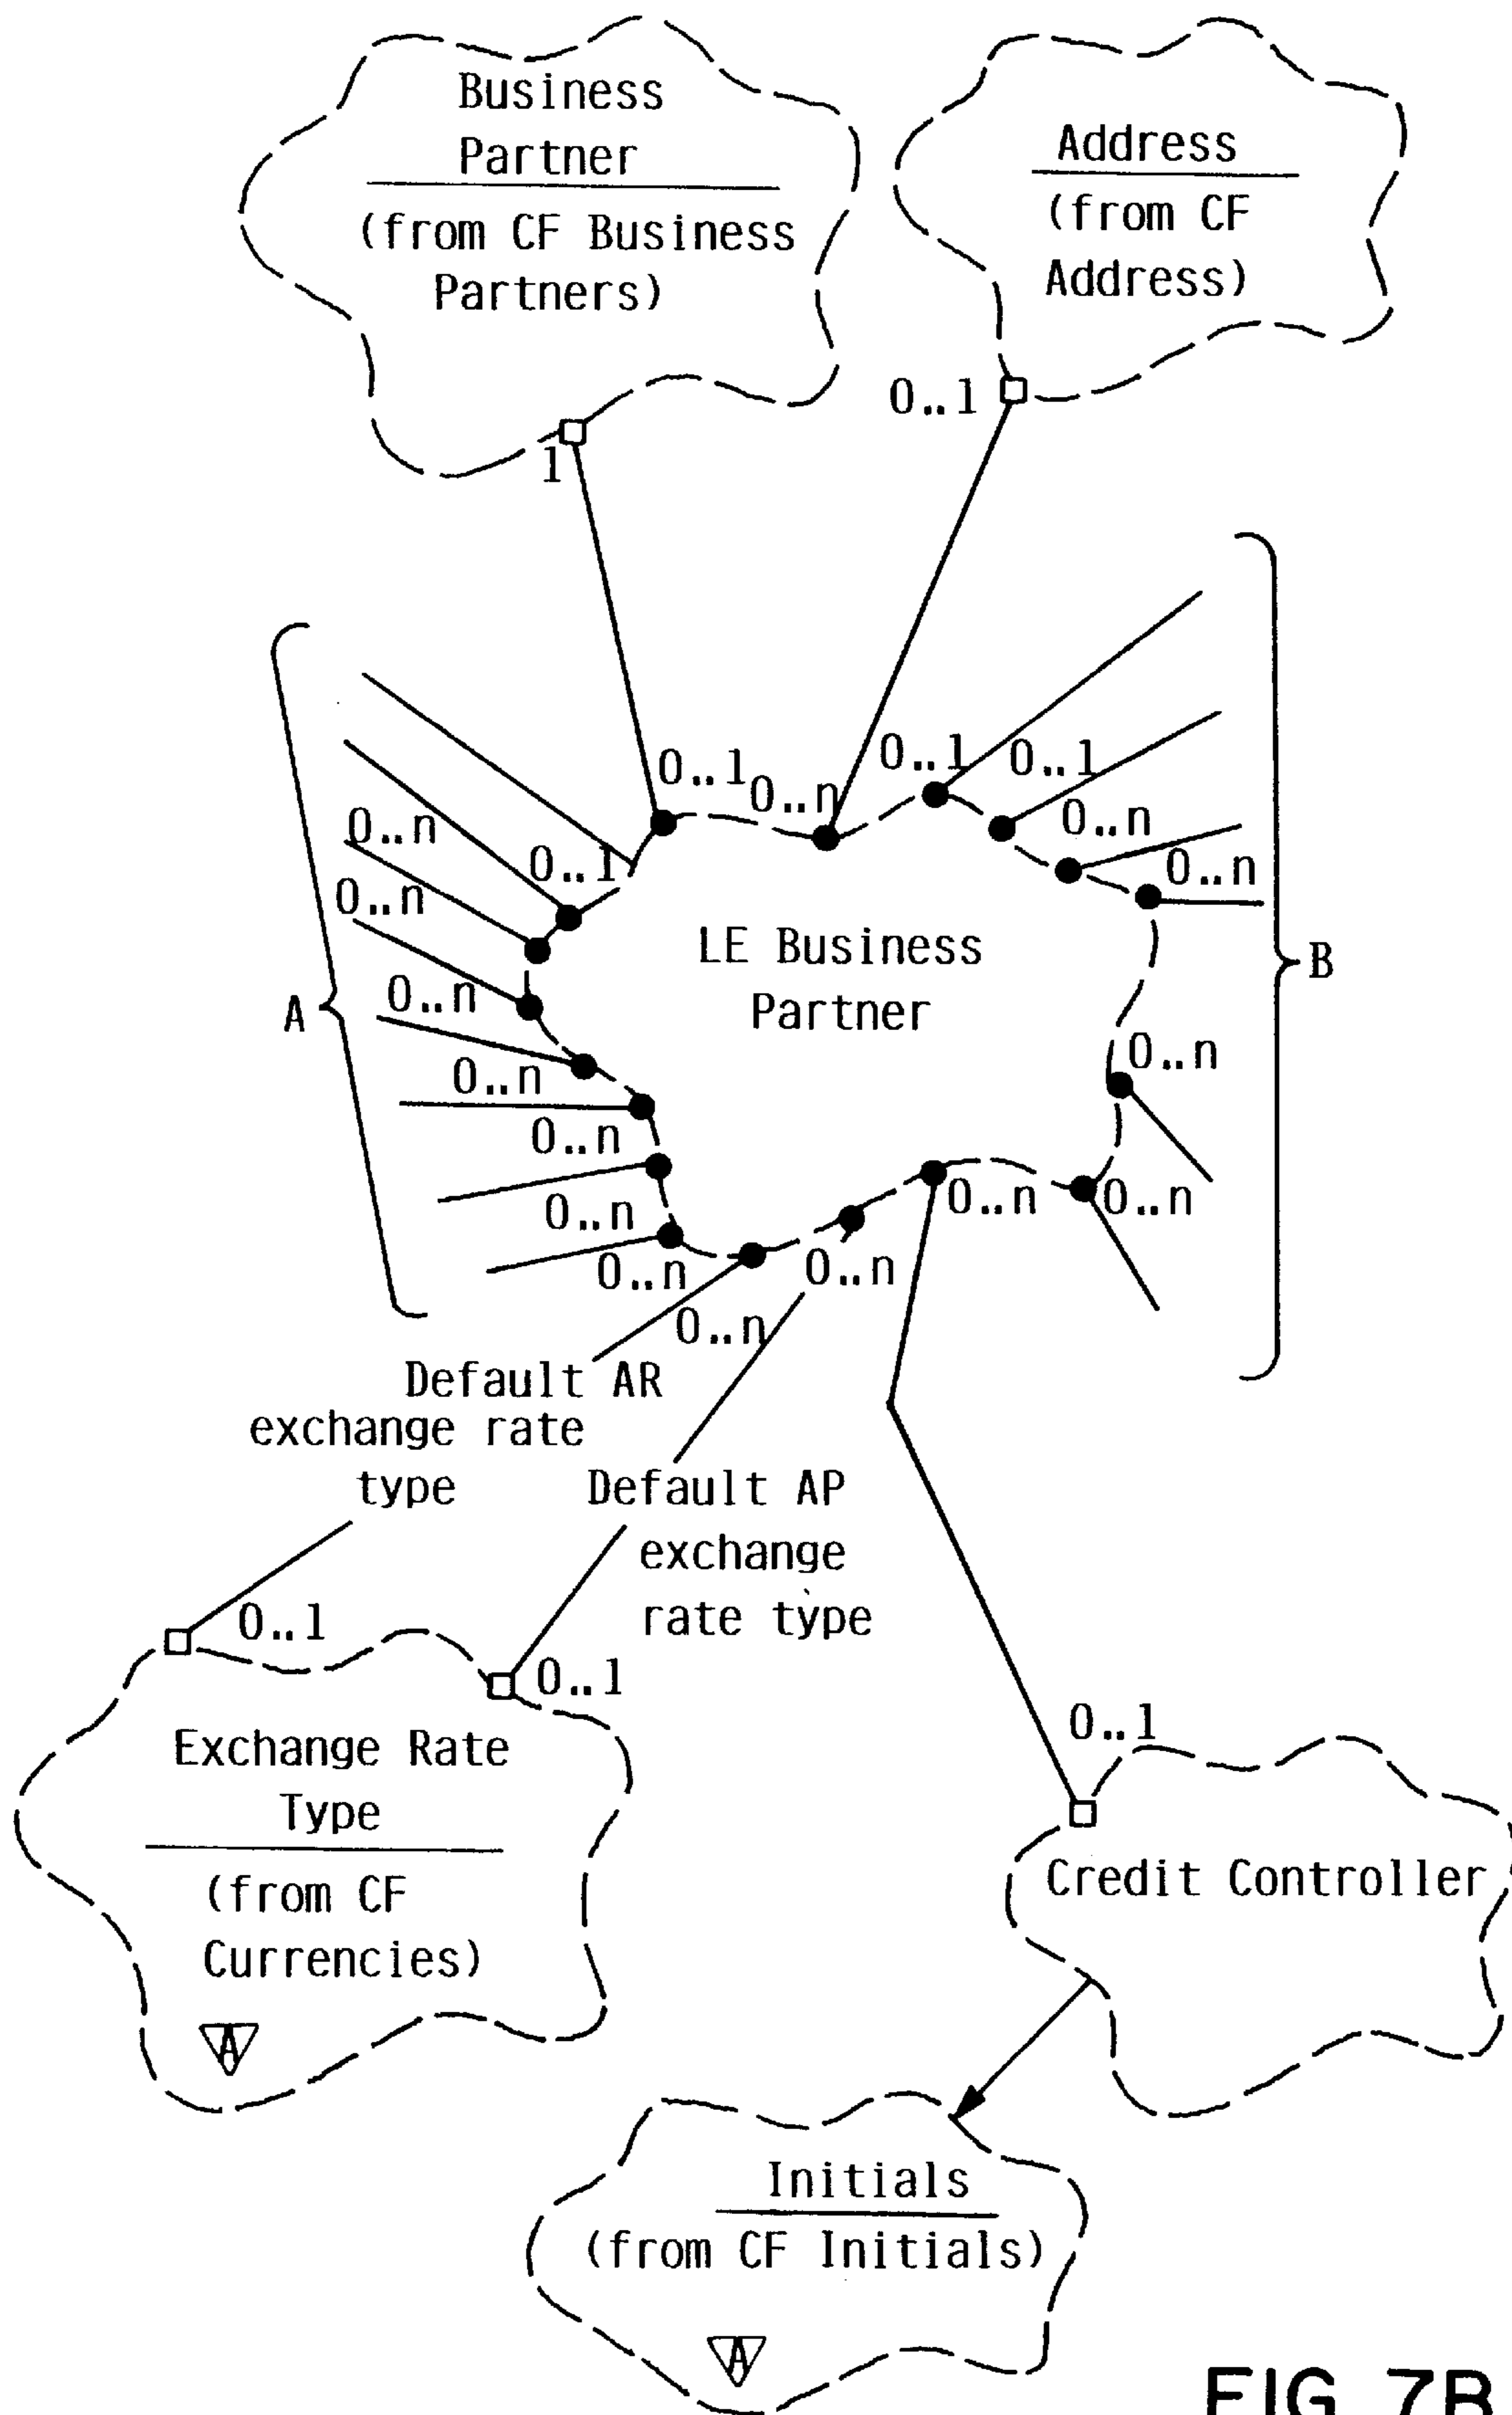 Business
Partner
(from CF Business
Partners)
Address
(from CF
Address)
0..1
1
0..1
0..n
0..1
0..1
0..n
0..n
0..n
0..1
0..n
LE Business
Partner
A
B
0..n
0..n
0..n
0..n
0..n
0..n
0..n
0..n
0..n
0..n
Default AR
exchange rate
type
Default AP
exchange
rate type
0..1
0..1
0..1
Exchange Rate
Type
(from CF
Currencies)
A
Credit Controller
Initials
(from CF Initials)
A
FIG. 7B